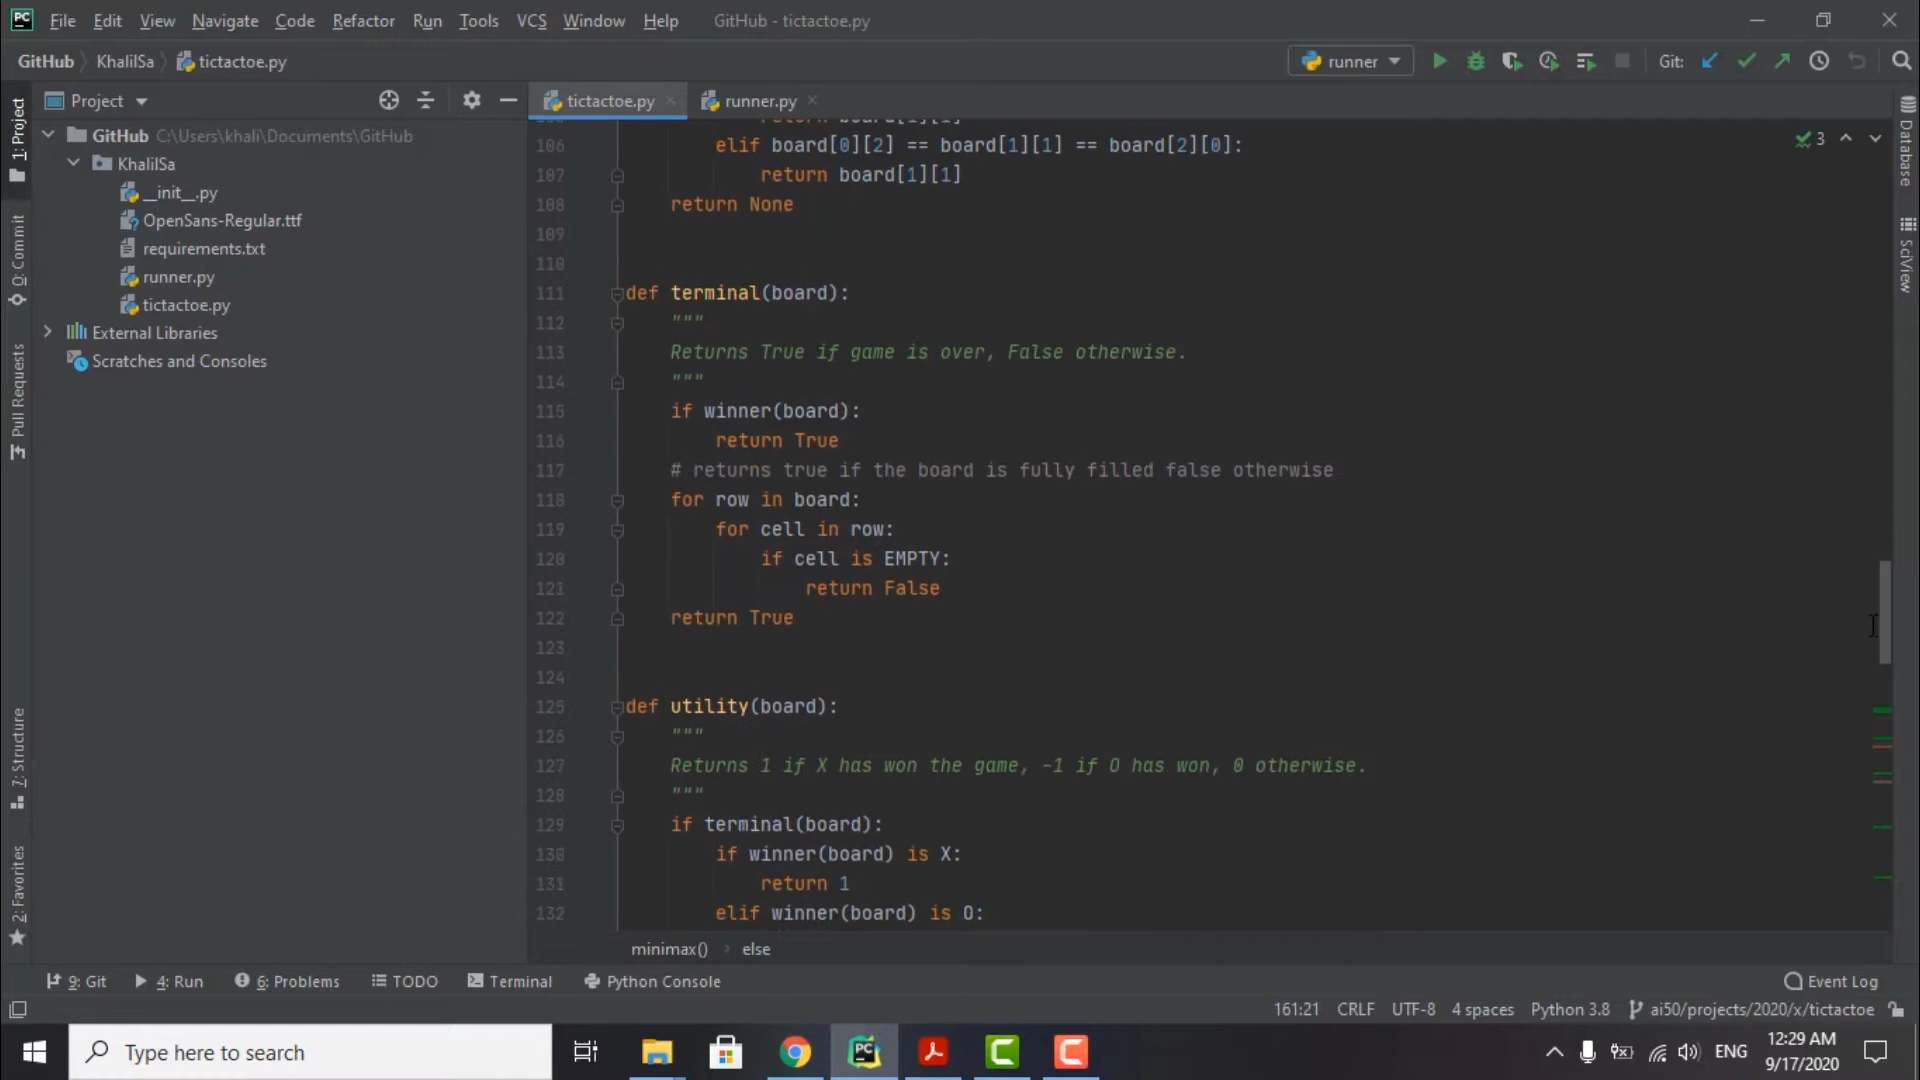 File Edit View Navigate Code Refactor Run Tools VCS Window Help GitHub - tictactoe.py
GitHub KhalilSa tictactoe.py runner Git:
Project tictactoe.py runner.py
GitHub C:\Users\khali\Documents\GitHub
KhalilSa
__init__.py
OpenSans-Regular.ttf
requirements.txt
runner.py
tictactoe.py
External Libraries
Scratches and Consoles
1: Project
0: Commit
Pull Requests
7: Structure
2: Favorites
106 elif board[0][2] == board[1][1] == board[2][0]:
107 return board[1][1]
108 return None
109
110
111 def terminal(board):
112 """
113 Returns True if game is over, False otherwise.
114 """
115 if winner(board):
116 return True
117 # returns true if the board is fully filled false otherwise
118 for row in board:
119 for cell in row:
120 if cell is EMPTY:
121 return False
122 return True
123
124
125 def utility(board):
126 """
127 Returns 1 if X has won the game, -1 if O has won, 0 otherwise.
128 """
129 if terminal(board):
130 if winner(board) is X:
131 return 1
132 elif winner(board) is O:
3
Database
SciView
minimax() else
9: Git 4: Run 6: Problems TODO Terminal Python Console Event Log
161:21 CRLF UTF-8 4 spaces Python 3.8 ai50/projects/2020/x/tictactoe
Type here to search
ENG
12:29 AM
9/17/2020